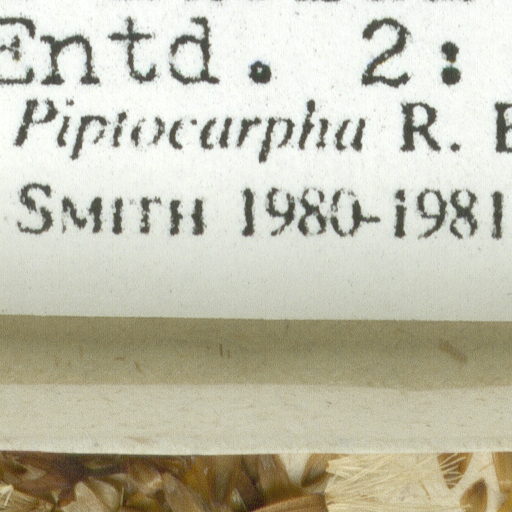 Entd. 2:
Piptocarpha R.
SMITH 1980-1981